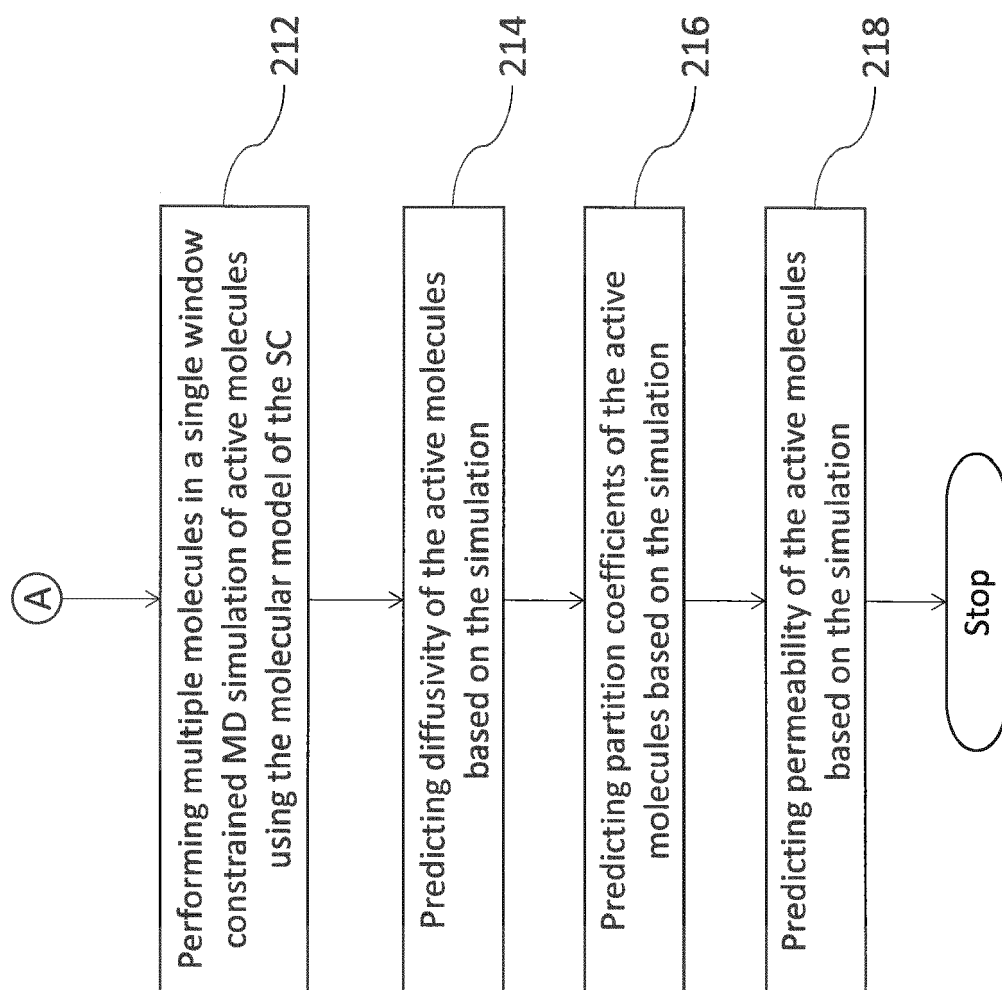 A
Performing multiple molecules in a single window
constrained MD simulation of active molecules
using the molecular model of the SC
212
Predicting diffusivity of the active molecules
based on the simulation
214
Predicting partition coefficients of the active
molecules based on the simulation
216
Predicting permeability of the active molecules
based on the simulation
218
Stop